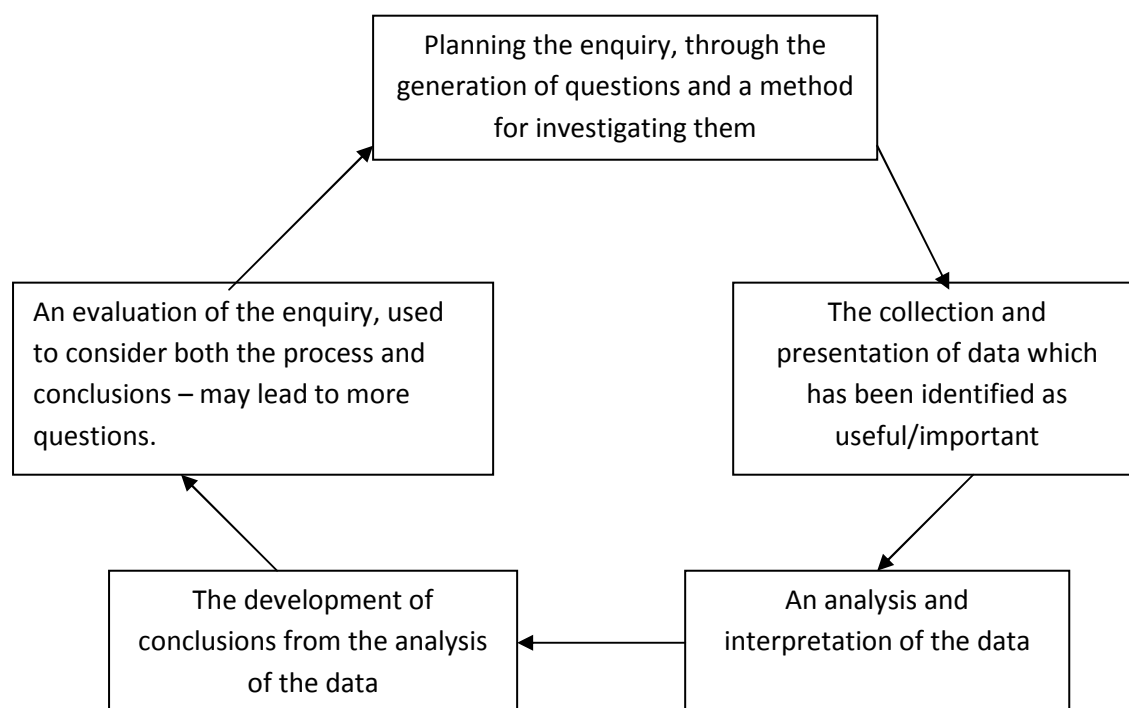 Planning the enquiry, through the
generation of questions and a method
for investigating them
An evaluation of the enquiry, used
to consider both the process and
conclusions – may lead to more
questions.
The collection and
presentation of data which
has been identified as
useful/important
The development of
conclusions from the analysis
of the data
An analysis and
interpretation of the data